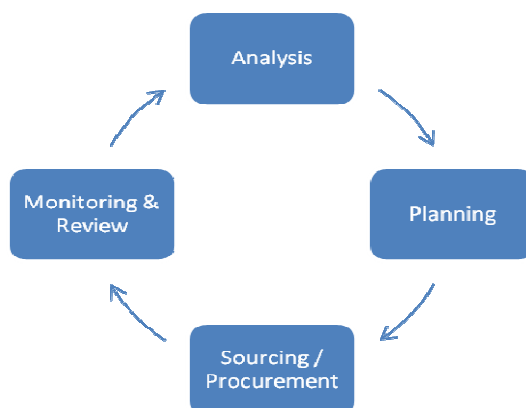 Analysis
Planning
Sourcing /
Procurement
Monitoring &
Review